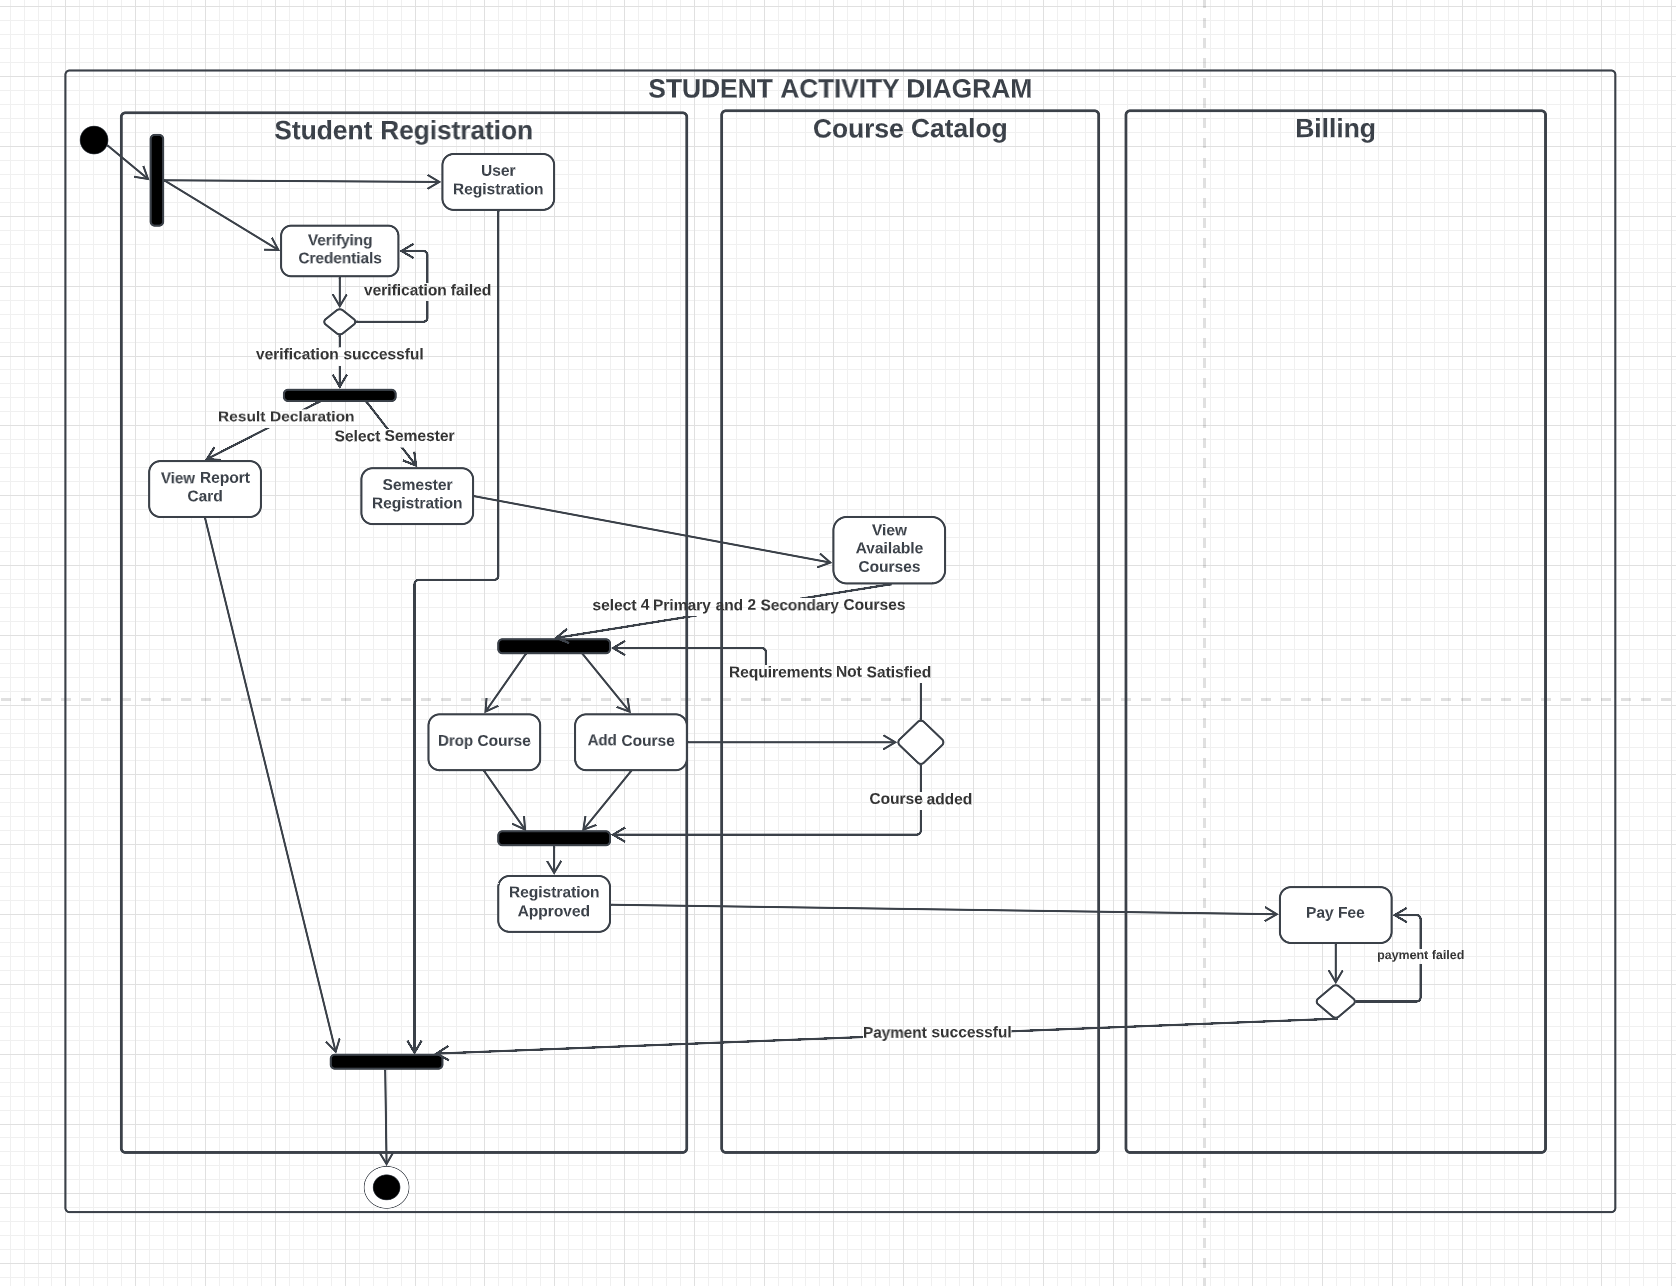 STUDENT ACTIVITY DIAGRAM
Student Registration
Course Catalog
Billing
User
Registration
Verifying
Credentials
verification failed
verification successful
Result Declaration
Select Semester
View Report
Card
Semester
Registration
View
Available
Courses
select 4 Primary and 2 Secondary Courses
Requirements Not Satisfied
Drop Course
Add Course
Course added
Registration
Approved
Pay Fee
payment failed
Payment successful